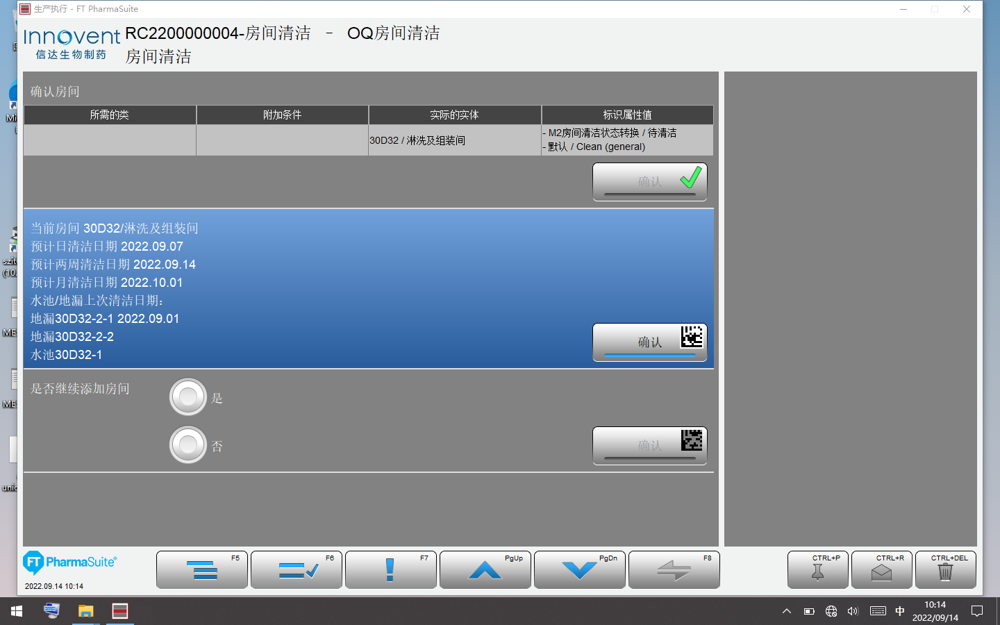 生产执行 - FT PharmaSuite
Innovent
信达生物制药
RC2200000004-房间清洁 - OQ房间清洁
房间清洁
确认房间
所需的类 附加条件 实际的实体 标识属性值
30D32 / 淋洗及组装间
- M2房间清洁状态转换 / 待清洁
- 默认 / Clean (general)
确认
当前房间 30D32/淋洗及组装间
预计日清洁日期 2022.09.07
预计两周清洁日期 2022.09.14
预计月清洁日期 2022.10.01
水池/地漏上次清洁日期:
地漏30D32-2-1 2022.09.01
地漏30D32-2-2
水池30D32-1
确认
是否继续添加房间
是
否
确认
FT PharmaSuite®
2022.09.14 10:14
F5 F6 F7 PgUp PgDn F8 CTRL+P CTRL+R CTRL+DEL
szit
(10.
ME
ME
中
10:14
2022/09/14